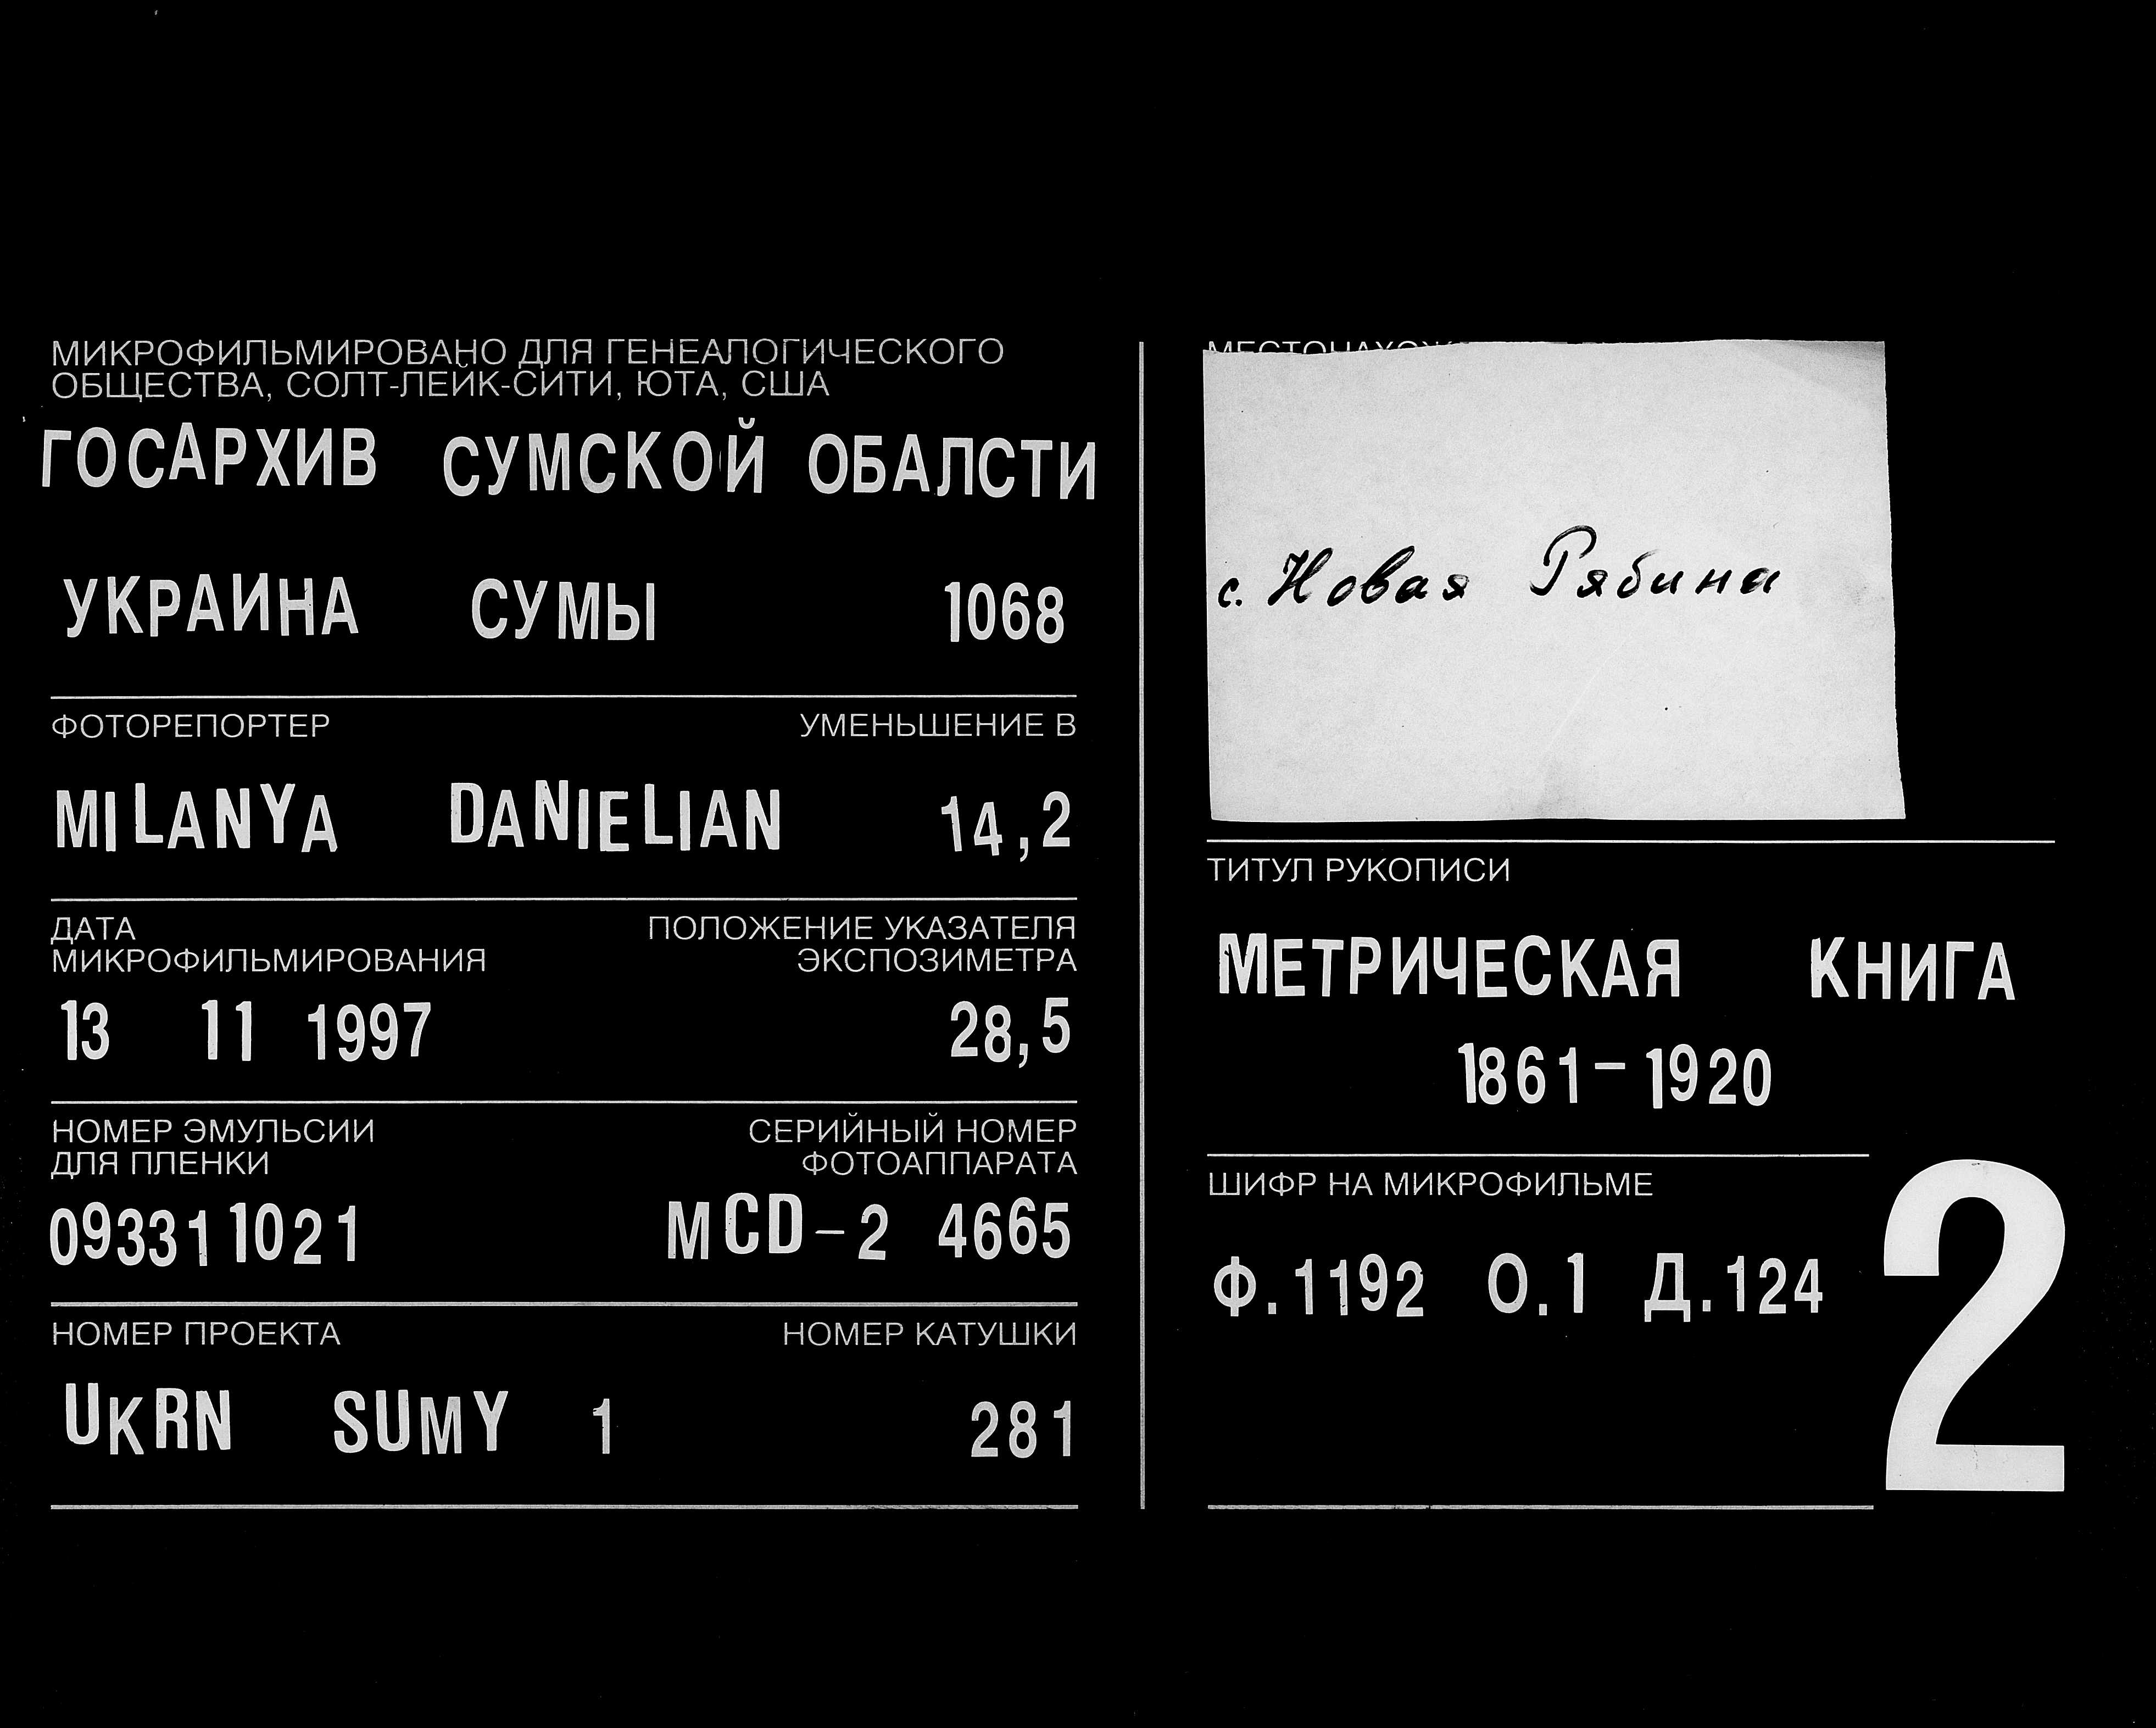 МИКРОФИЛЬМИРОВАНО ДЛЯ ГЕНЕАЛОГИЧЕСКОГО
ОБЩЕСТВА, СОЛТ-ЛЕЙК-СИТИ, ЮТА, США
ГОСАРХИВ СУМСКОЙ ОБАЛСТИ
УКРАИНА СУМЫ 1068
ФОТОРЕПОРТЕР УМЕНЬШЕНИЕ В
MILANYA DANIELIAN 14,2
ДАТА ПОЛОЖЕНИЕ УКАЗАТЕЛЯ
МИКРОФИЛЬМИРОВАНИЯ ЭКСПОЗИМЕТРА
13 11 1997 28,5
НОМЕР ЭМУЛЬСИИ СЕРИЙНЫЙ НОМЕР
ДЛЯ ПЛЕНКИ ФОТОАППАРАТА
093311021 MCD-2 4665
НОМЕР ПРОЕКТА НОМЕР КАТУШКИ
UKRN SUMY 1 281
с. Новая Рябина
ТИТУЛ РУКОПИСИ
МЕТРИЧЕСКАЯ КНИГА
1861-1920
ШИФР НА МИКРОФИЛЬМЕ
Ф.1192 О.1 Д.124
2